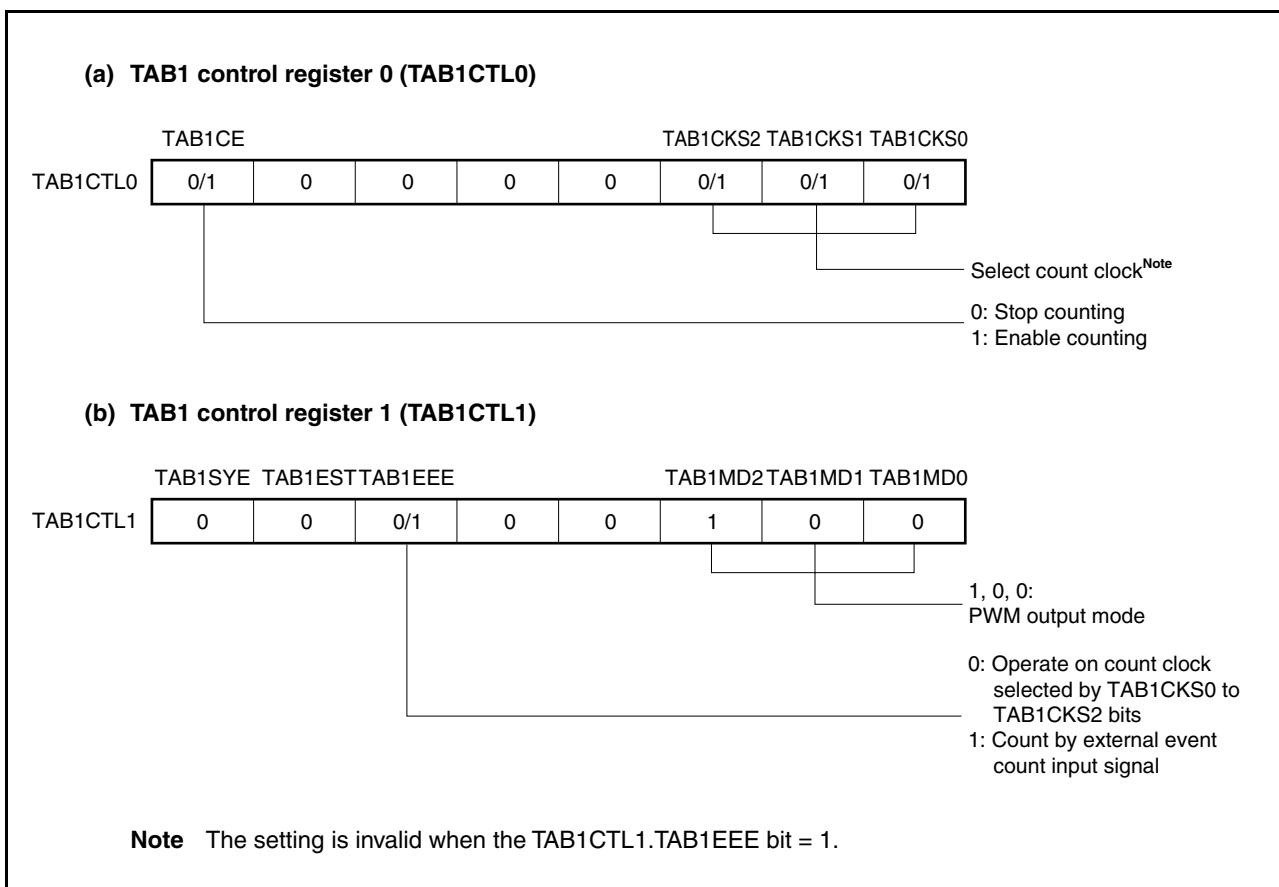 (a) TAB1 control register 0 (TAB1CTL0)
TAB1CE TAB1CKS2 TAB1CKS1 TAB1CKS0
TAB1CTL0 0/1 0 0 0 0 0/1 0/1 0/1
Select count clockNote
0: Stop counting
1: Enable counting
(b) TAB1 control register 1 (TAB1CTL1)
TAB1SYE TAB1EST TAB1EEE TAB1MD2 TAB1MD1 TAB1MD0
TAB1CTL1 0 0 0/1 0 0 1 0 0
1, 0, 0:
PWM output mode
0: Operate on count clock
selected by TAB1CKS0 to
TAB1CKS2 bits
1: Count by external event
count input signal
Note The setting is invalid when the TAB1CTL1.TAB1EEE bit = 1.